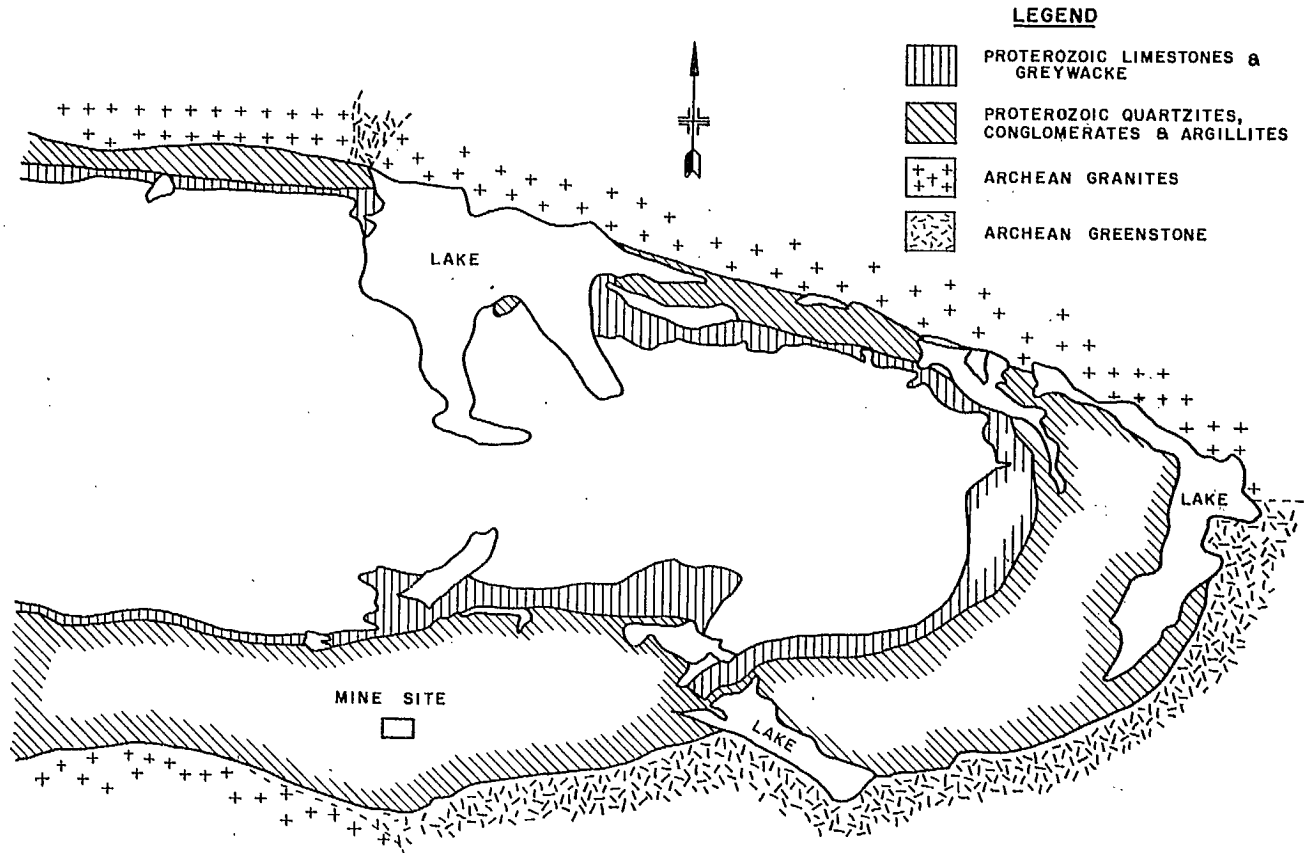 LEGEND
PROTEROZOIC LIMESTONES &
GREYWACKE
PROTEROZOIC QUARTZITES,
CONGLOMERATES & ARGILLITES
ARCHEAN GRANITES
ARCHEAN GREENSTONE
LAKE
LAKE
MINE SITE
LAKE